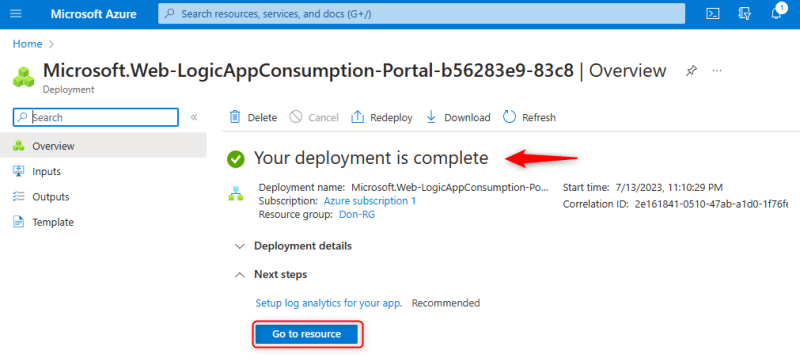 Microsoft Azure
Search resources, services, and docs (G+/)
1
Home
Microsoft.Web-LogicAppConsumption-Portal-b56283e9-83c8 | Overview
Deployment
Search
Delete
Cancel
Redeploy
Download
Refresh
Overview
Inputs
Outputs
Template
Your deployment is complete
Deployment name: Microsoft.Web-LogicAppConsumption-Po...
Subscription: Azure subscription 1
Resource group: Don-RG
Start time: 7/13/2023, 11:10:29 PM
Correlation ID: 2e161841-0510-47ab-a1d0-1f76fe
Deployment details
Next steps
Setup log analytics for your app. Recommended
Go to resource